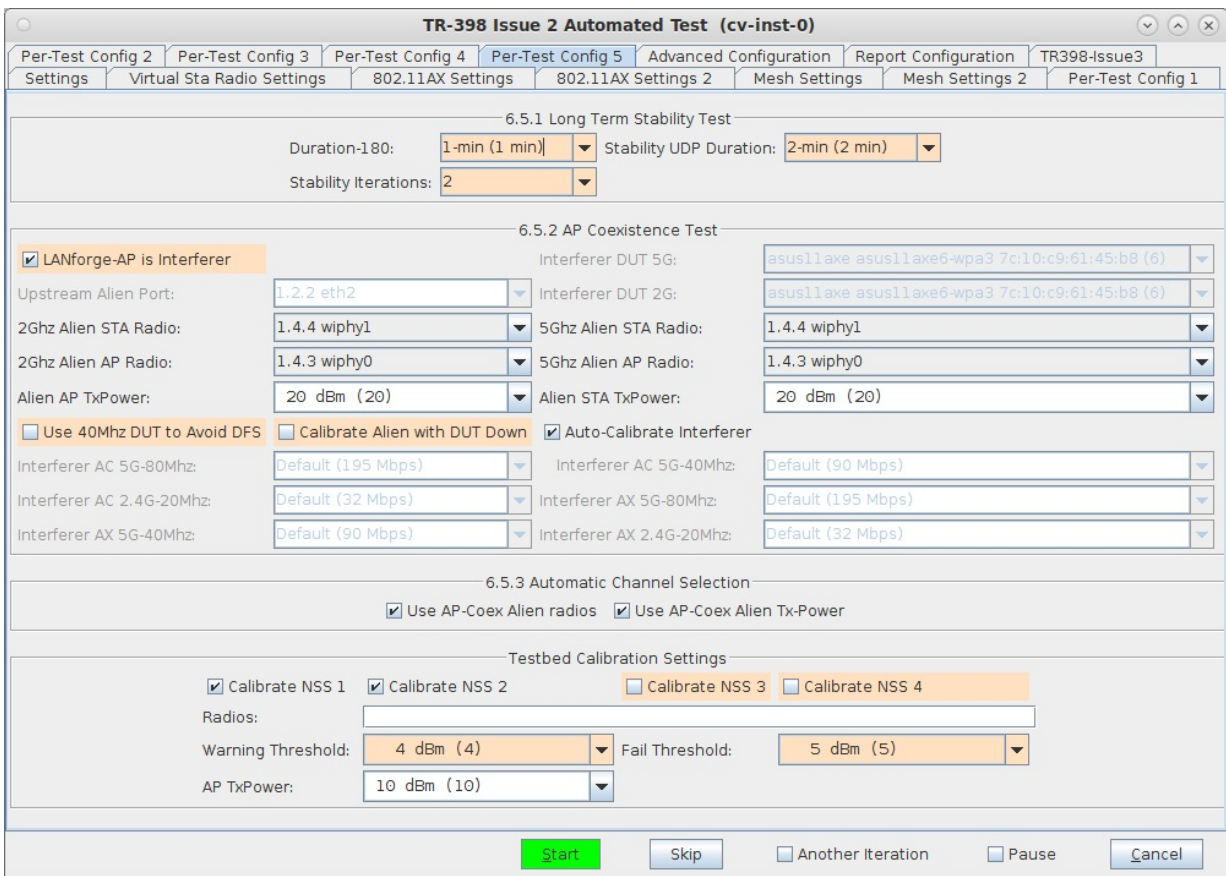 TR-398 Issue 2 Automated Test (cv-inst-0)
Per-Test Config 2 Per-Test Config 3 Per-Test Config 4 Per-Test Config 5 Advanced Configuration Report Configuration TR398-Issue3
Settings Virtual Sta Radio Settings 802.11AX Settings 802.11AX Settings 2 Mesh Settings Mesh Settings 2 Per-Test Config 1
6.5.1 Long Term Stability Test
Duration-180: 1-min (1 min) Stability UDP Duration: 2-min (2 min)
Stability Iterations: 2
6.5.2 AP Coexistence Test
LANforge-AP is Interferer Interferer DUT 5G: asus11axe asus11axe6-wpa3 7c:10:c9:61:45:b8 (6)
Upstream Alien Port: 1.2.2 eth2 Interferer DUT 2G: asus11axe asus11axe6-wpa3 7c:10:c9:61:45:b8 (6)
2Ghz Alien STA Radio: 1.4.4 wiphy1 5Ghz Alien STA Radio: 1.4.4 wiphy1
2Ghz Alien AP Radio: 1.4.3 wiphy0 5Ghz Alien AP Radio: 1.4.3 wiphy0
Alien AP TxPower: 20 dBm (20) Alien STA TxPower: 20 dBm (20)
Use 40Mhz DUT to Avoid DFS Calibrate Alien with DUT Down Auto-Calibrate Interferer
Interferer AC 5G-80Mhz: Default (195 Mbps) Interferer AC 5G-40Mhz: Default (90 Mbps)
Interferer AC 2.4G-20Mhz: Default (32 Mbps) Interferer AX 5G-80Mhz: Default (195 Mbps)
Interferer AX 5G-40Mhz: Default (90 Mbps) Interferer AX 2.4G-20Mhz: Default (32 Mbps)
6.5.3 Automatic Channel Selection
Use AP-Coex Alien radios Use AP-Coex Alien Tx-Power
Testbed Calibration Settings
Calibrate NSS 1 Calibrate NSS 2 Calibrate NSS 3 Calibrate NSS 4
Radios:
Warning Threshold: 4 dBm (4) Fail Threshold: 5 dBm (5)
AP TxPower: 10 dBm (10)
Start Skip Another Iteration Pause Cancel